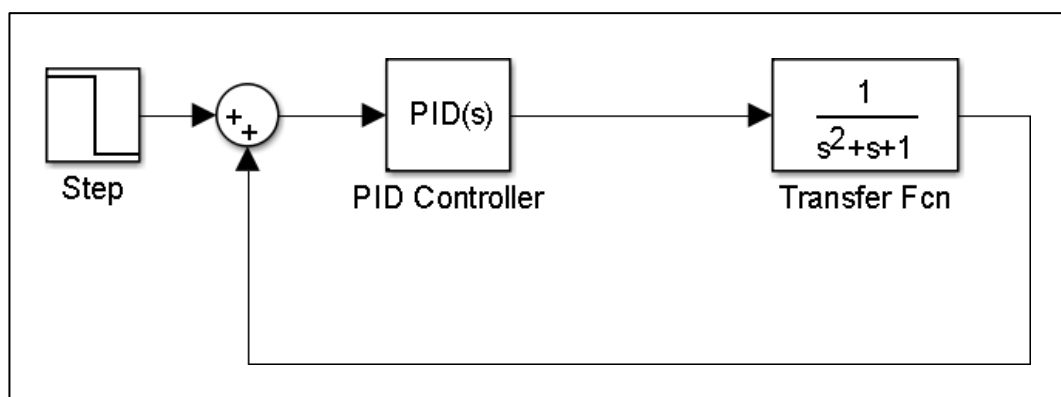 +
+
PID(s)
1
s²+s+1
Step
PID Controller
Transfer Fcn